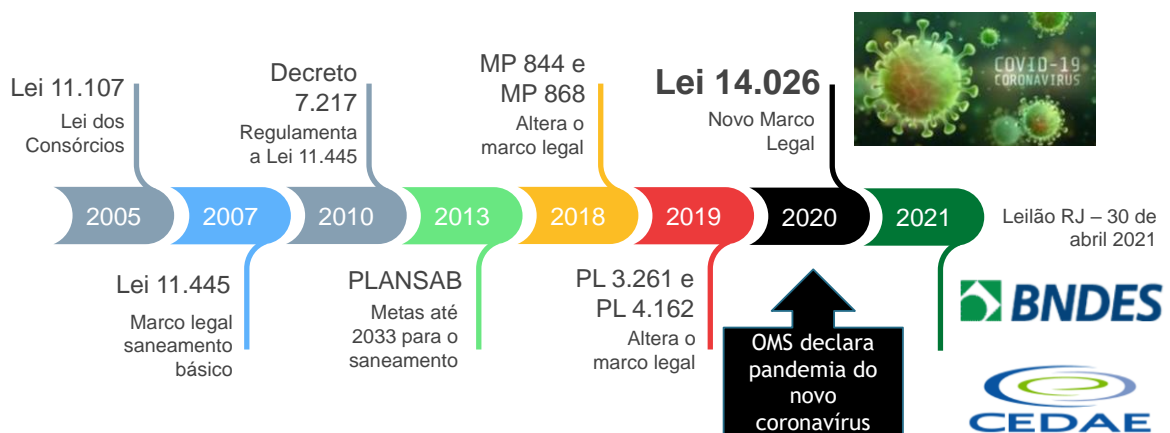 Lei 11.107
Lei dos
Consórcios
Decreto
7.217
Regulamenta
a Lei 11.445
MP 844 e
MP 868
Altera o
marco legal
Lei 14.026
Novo Marco
Legal
COVID-19
CORONAVIRUS
2005
2007
2010
2013
2018
2019
2020
2021
Leilão RJ – 30 de
abril 2021
Lei 11.445
Marco legal
saneamento
básico
PLANSAB
Metas até
2033 para o
saneamento
PL 3.261 e
PL 4.162
Altera o
marco legal
OMS declara
pandemia do
novo
coronavírus
BNDES
CEDAE